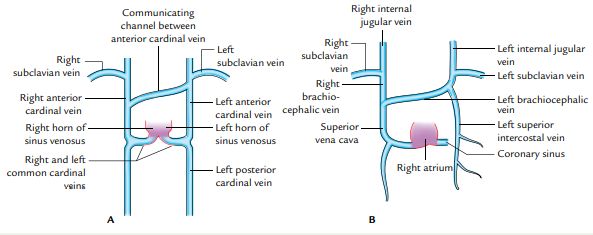 Communicating
channel between
anterior cardinal vein
Right
subclavian vein
Left
subclavian vein
Right anterior
cardinal vein
Left anterior
cardinal vein
Right horn of
sinus venosus
Left horn of
sinus venosus
Right and left
common cardinal
veins
Left posterior
cardinal vein
A
Right internal
jugular vein
Right
subclavian
vein
Left internal jugular
vein
Left subclavian vein
Right
brachio-
cephalic vein
Left brachiocephalic
vein
Superior
vena cava
Left superior
intercostal vein
Coronary sinus
Right atrium
B